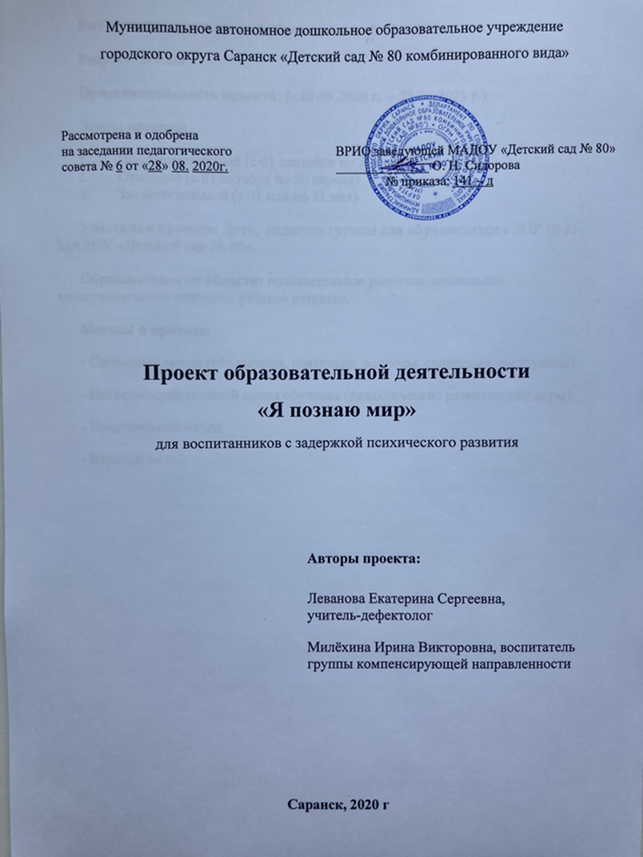 Муниципальное автономное дошкольное образовательное учреждение
городского округа Саранск «Детский сад № 80 комбинированного вида»
Рассмотрена и одобрена
на заседании педагогического
совета № 6 от «28» 08. 2020г.
ВРИО заведующей МАДОУ «Детский сад № 80»
О. Н. Сидорова
№ приказа: 141 – д
Проект образовательной деятельности
«Я познаю мир»
для воспитанников с задержкой психического развития
Авторы проекта:
Леванова Екатерина Сергеевна,
учитель-дефектолог
Милёхина Ирина Викторовна, воспитатель
группы компенсирующей направленности
Саранск, 2020 г